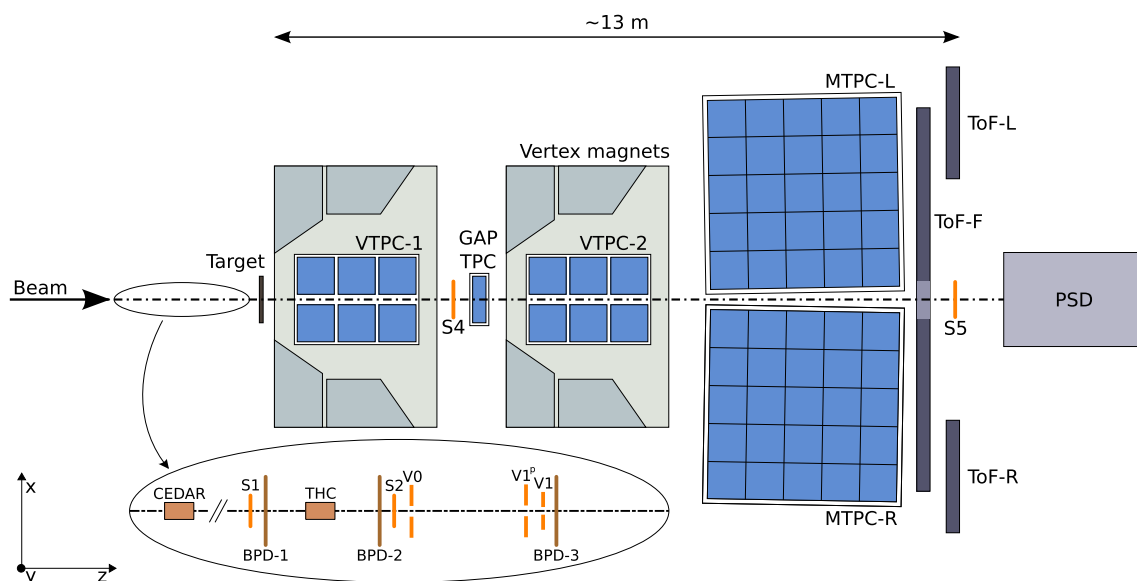 ~13 m
MTPC-L
ToF-L
Vertex magnets
ToF-F
VTPC-1
GAP
TPC
VTPC-2
Target
Beam
PSD
S4
S5
x
y
z
CEDAR
S1
THC
S2
V0
V1p
V1
BPD-1
BPD-2
BPD-3
ToF-R
MTPC-R